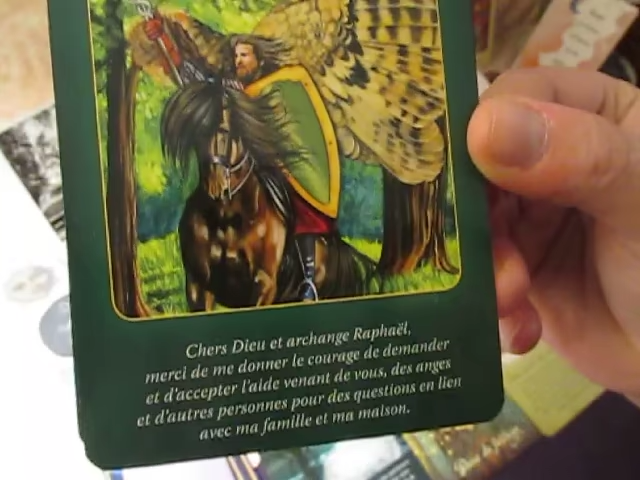 Chers Dieu et archange Raphaël,
merci de me donner le courage de demander
et d'accepter l'aide venant de vous, des anges
et d'autres personnes pour des questions en lien
avec ma famille et ma maison.